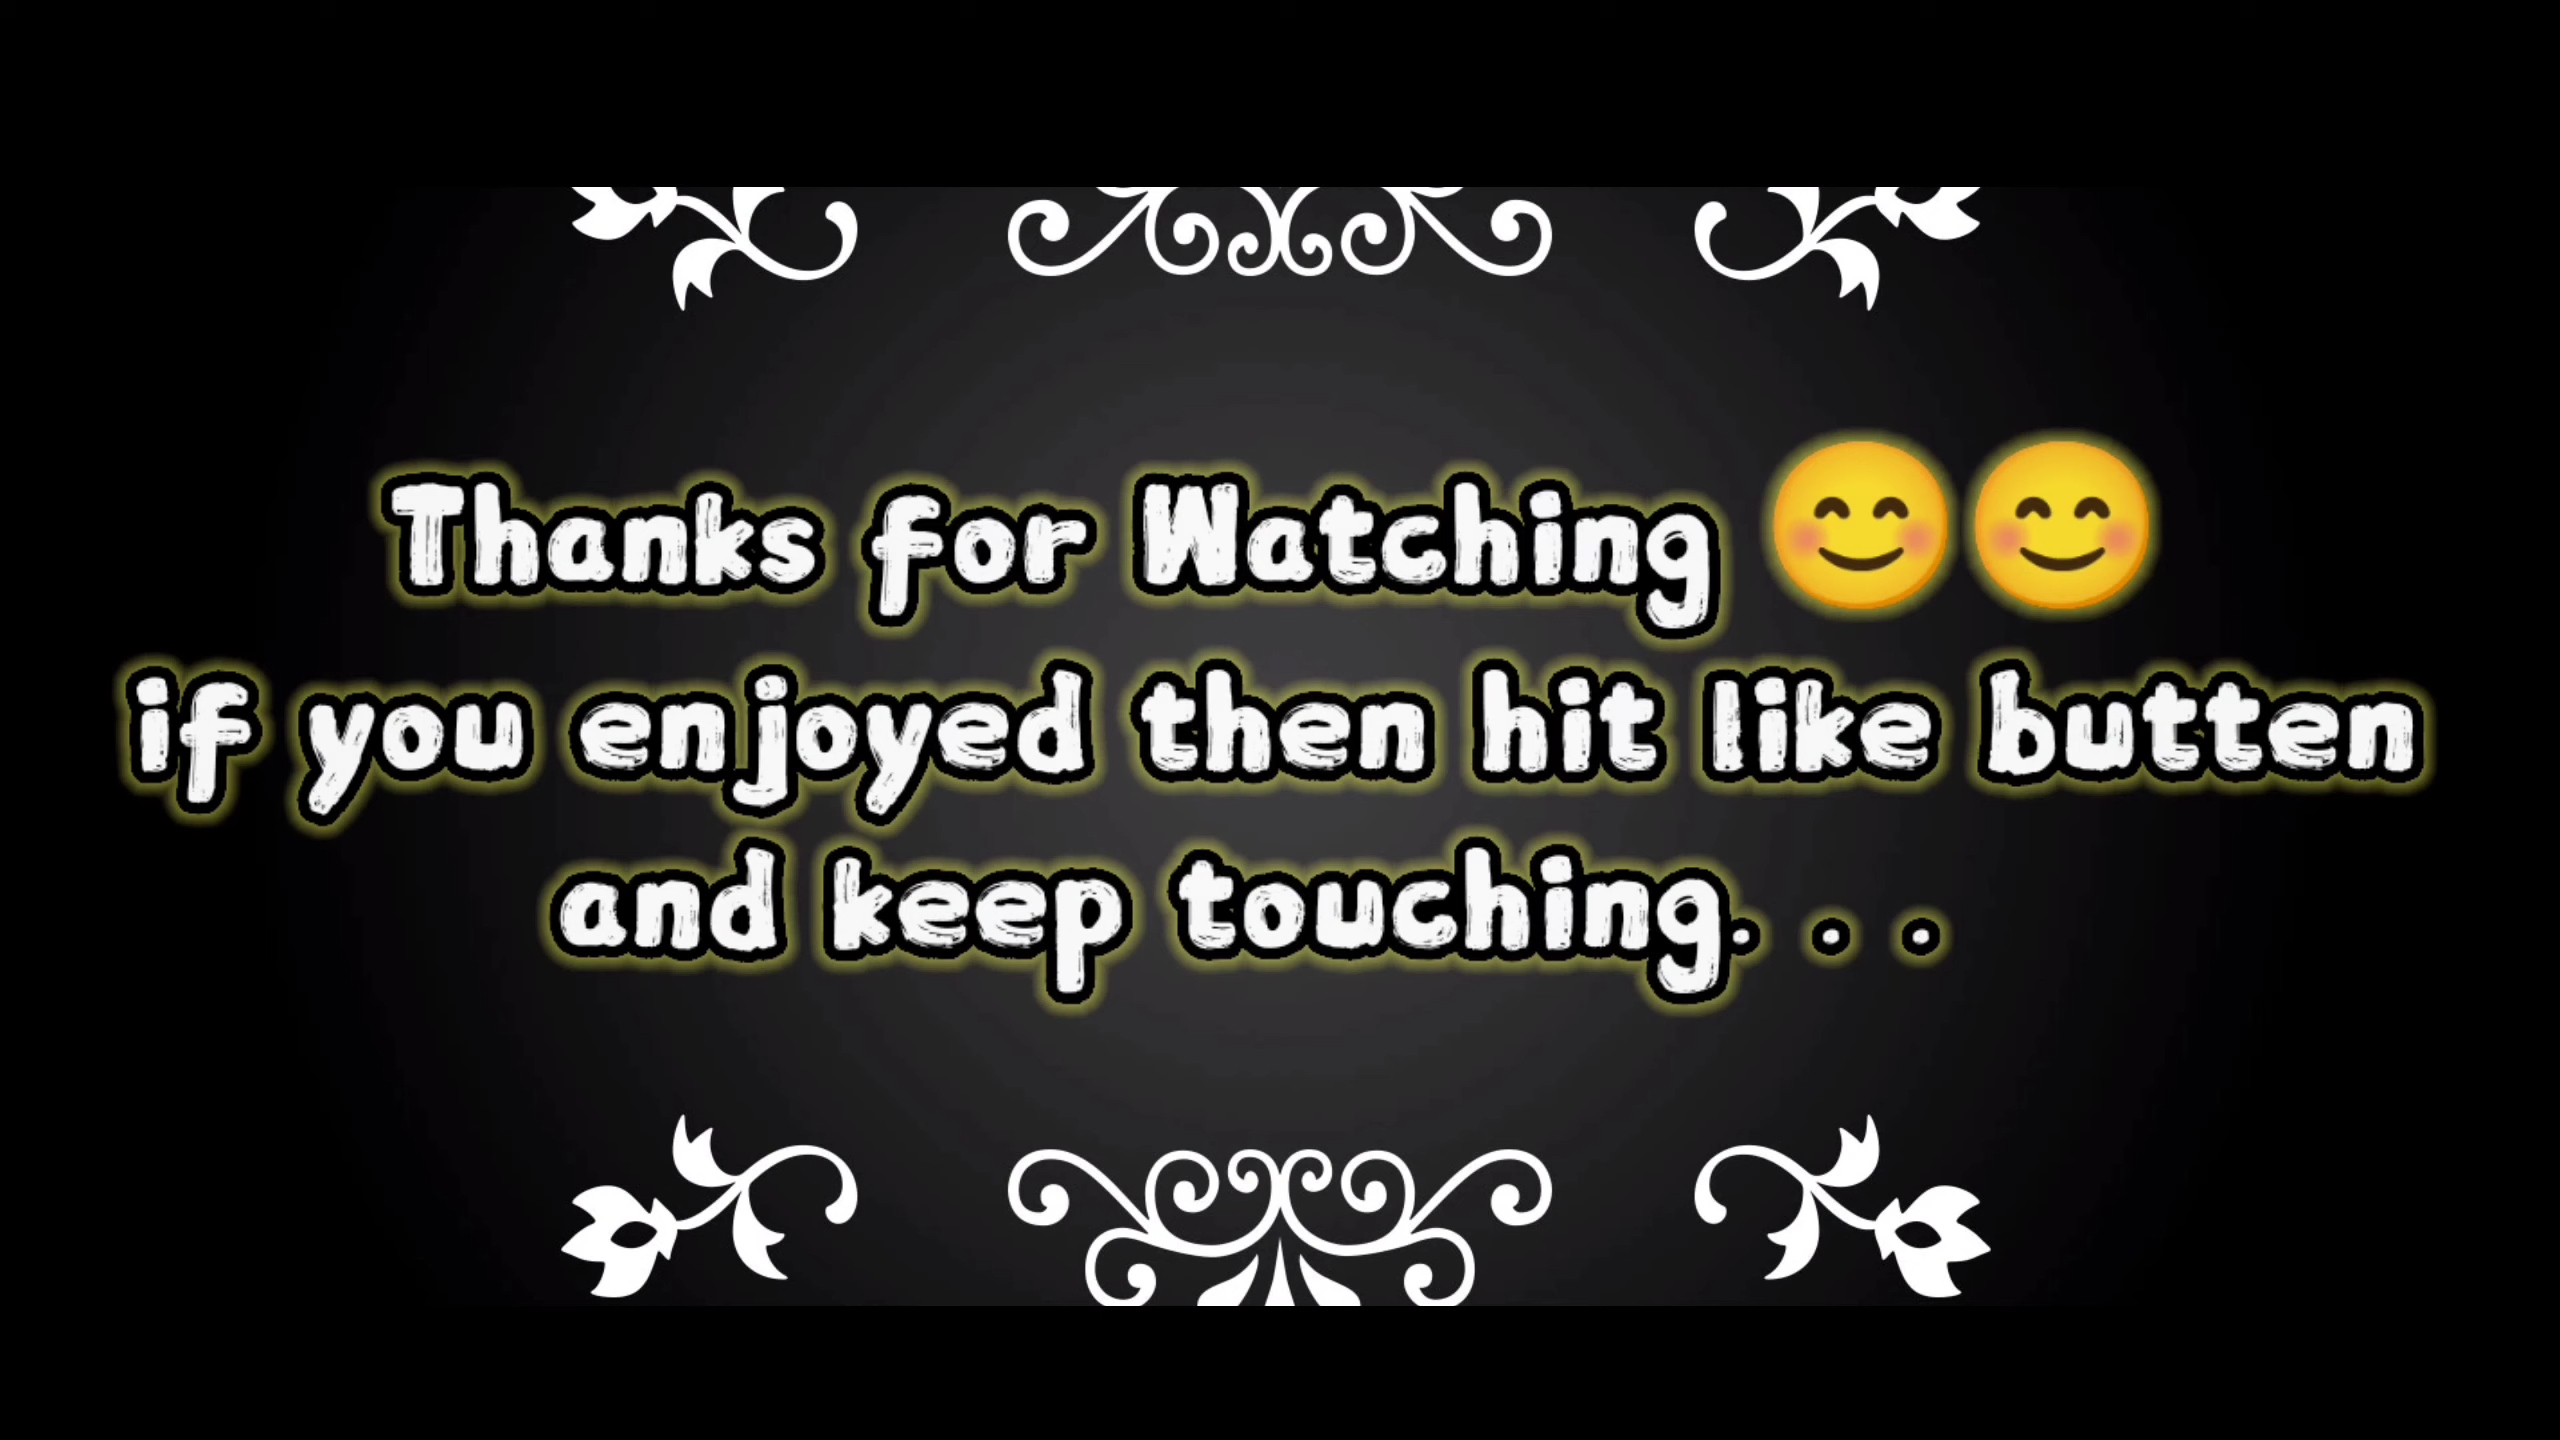 Thanks for Watching 😊😊
if you enjoyed then hit like butten
and keep touching. . .